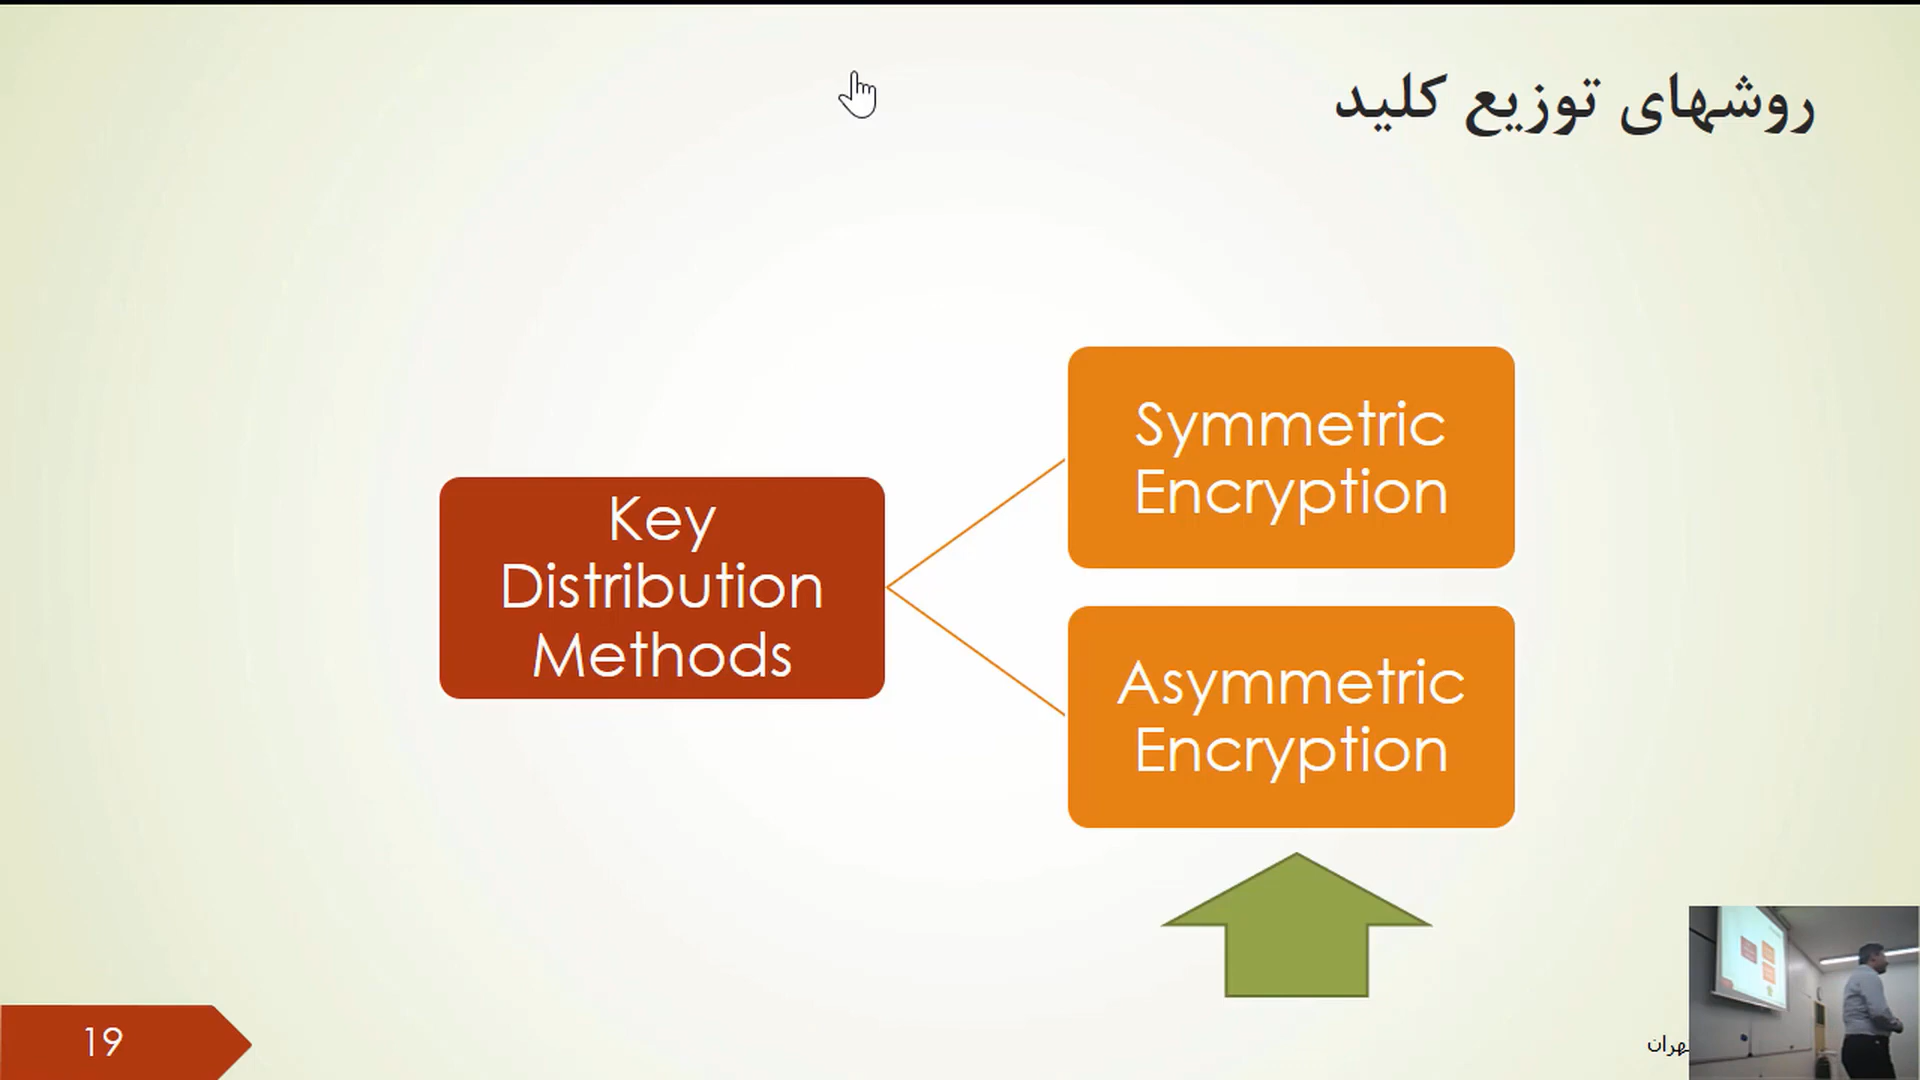 روشهای توزیع کلید
Key
Distribution
Methods
Symmetric
Encryption
Asymmetric
Encryption
19